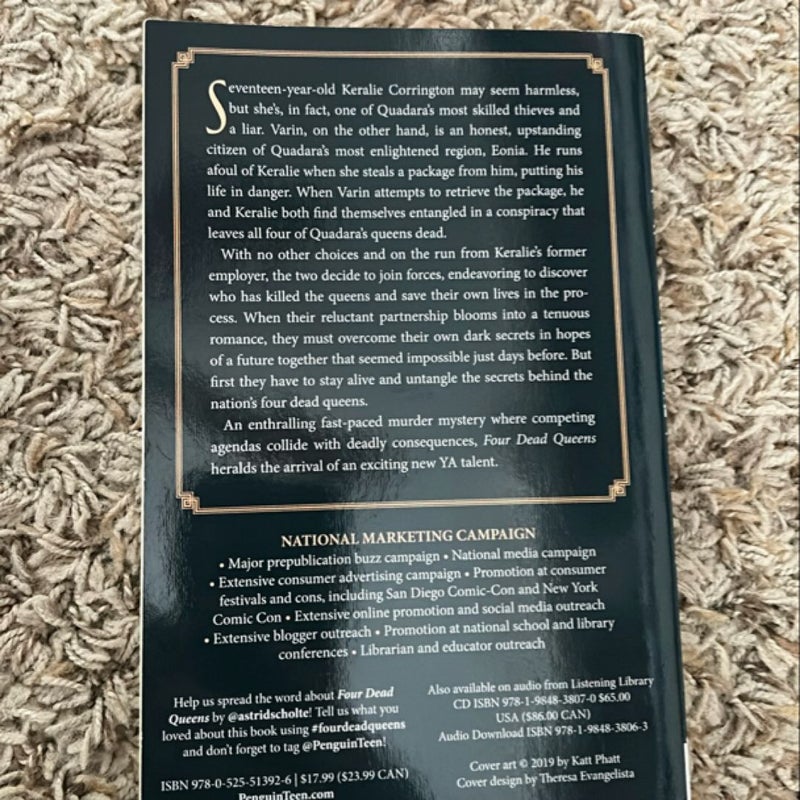 Seventeen-year-old Keralie Corrington may seem harmless,
but she's, in fact, one of Quadara's most skilled thieves and
a liar. Varin, on the other hand, is an honest, upstanding
citizen of Quadara's most enlightened region, Eonia. He runs
afoul of Keralie when she steals a package from him, putting his
life in danger. When Varin attempts to retrieve the package, he
and Keralie both find themselves entangled in a conspiracy that
leaves all four of Quadara's queens dead.
With no other choices and on the run from Keralie's former
employer, the two decide to join forces, endeavoring to discover
who has killed the queens and save their own lives in the pro-
cess. When their reluctant partnership blooms into a tenuous
romance, they must overcome their own dark secrets in hopes
of a future together that seemed impossible just days before. But
first they have to stay alive and untangle the secrets behind the
nation's four dead queens.
An enthralling fast-paced murder mystery where competing
agendas collide with deadly consequences, Four Dead Queens
heralds the arrival of an exciting new YA talent.
NATIONAL MARKETING CAMPAIGN
• Major prepublication buzz campaign • National media campaign
• Extensive consumer advertising campaign • Promotion at consumer
festivals and cons, including San Diego Comic-Con and New York
Comic Con • Extensive online promotion and social media outreach
• Extensive blogger outreach • Promotion at national school and library
conferences • Librarian and educator outreach
Help us spread the word about Four Dead
Queens by @astridscholte! Tell us what you
loved about this book using #fourdeadqueens
and don't forget to tag @PenguinTeen!
ISBN 978-0-525-51392-6 | $17.99 ($23.99 CAN)
PenguinTeen.com
Also available on audio from Listening Library
CD ISBN 978-1-9848-3807-0 $65.00
USA ($86.00 CAN)
Audio Download ISBN 978-1-9848-3806-3
Cover art © 2019 by Katt Phatt
Cover design by Theresa Evangelista